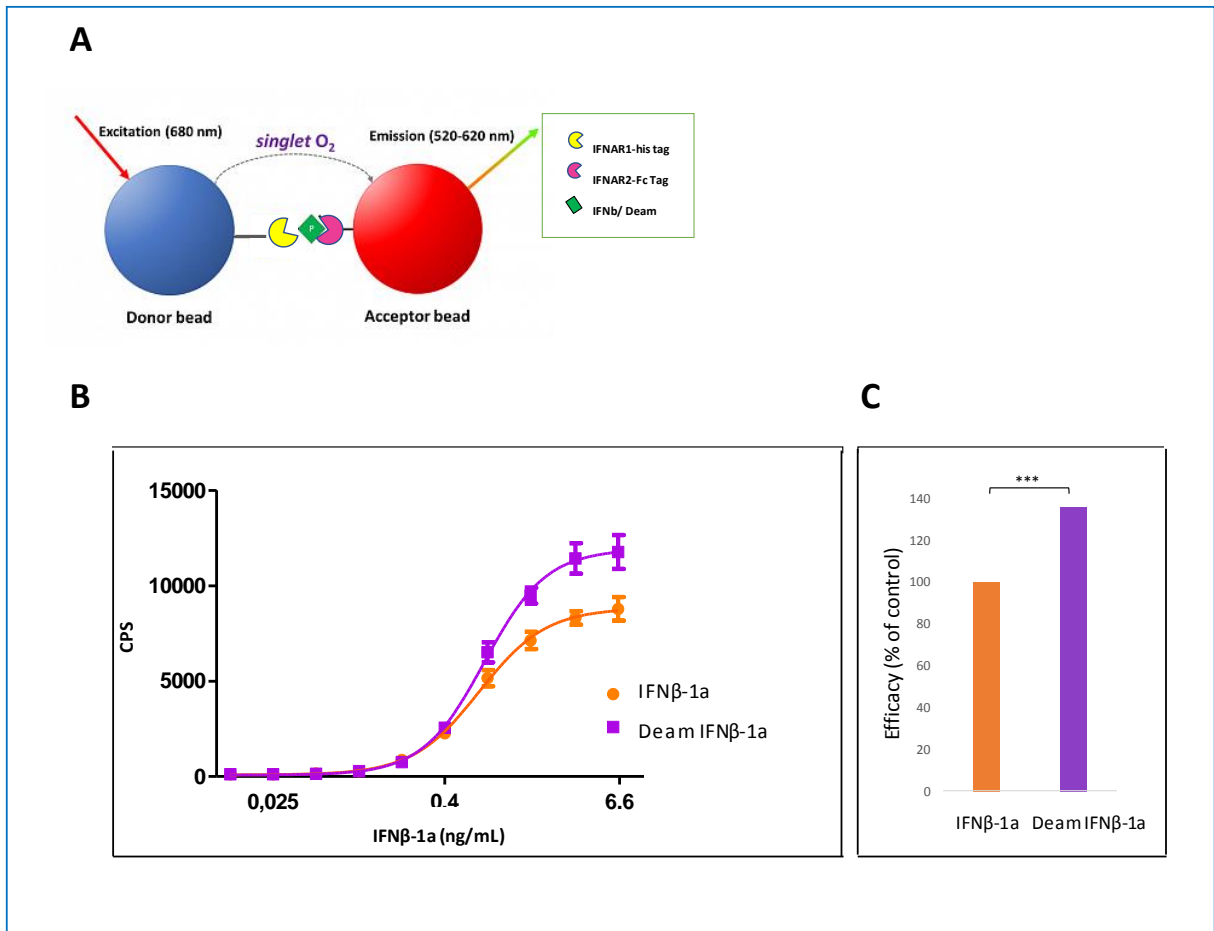 A
Excitation (680 nm)
singlet O₂
Emission (520-620 nm)
IFNAR1-his tag
IFNAR2-Fc Tag
IFNb/ Deam
P
Donor bead
Acceptor bead
B
15000
10000
5000
0
CPS
IFNβ-1a
Deam IFNβ-1a
0,025
0.4
6.6
IFNβ-1a (ng/mL)
C
***
140
120
100
80
60
40
20
0
Efficacy (% of control)
IFNβ-1a
Deam IFNβ-1a